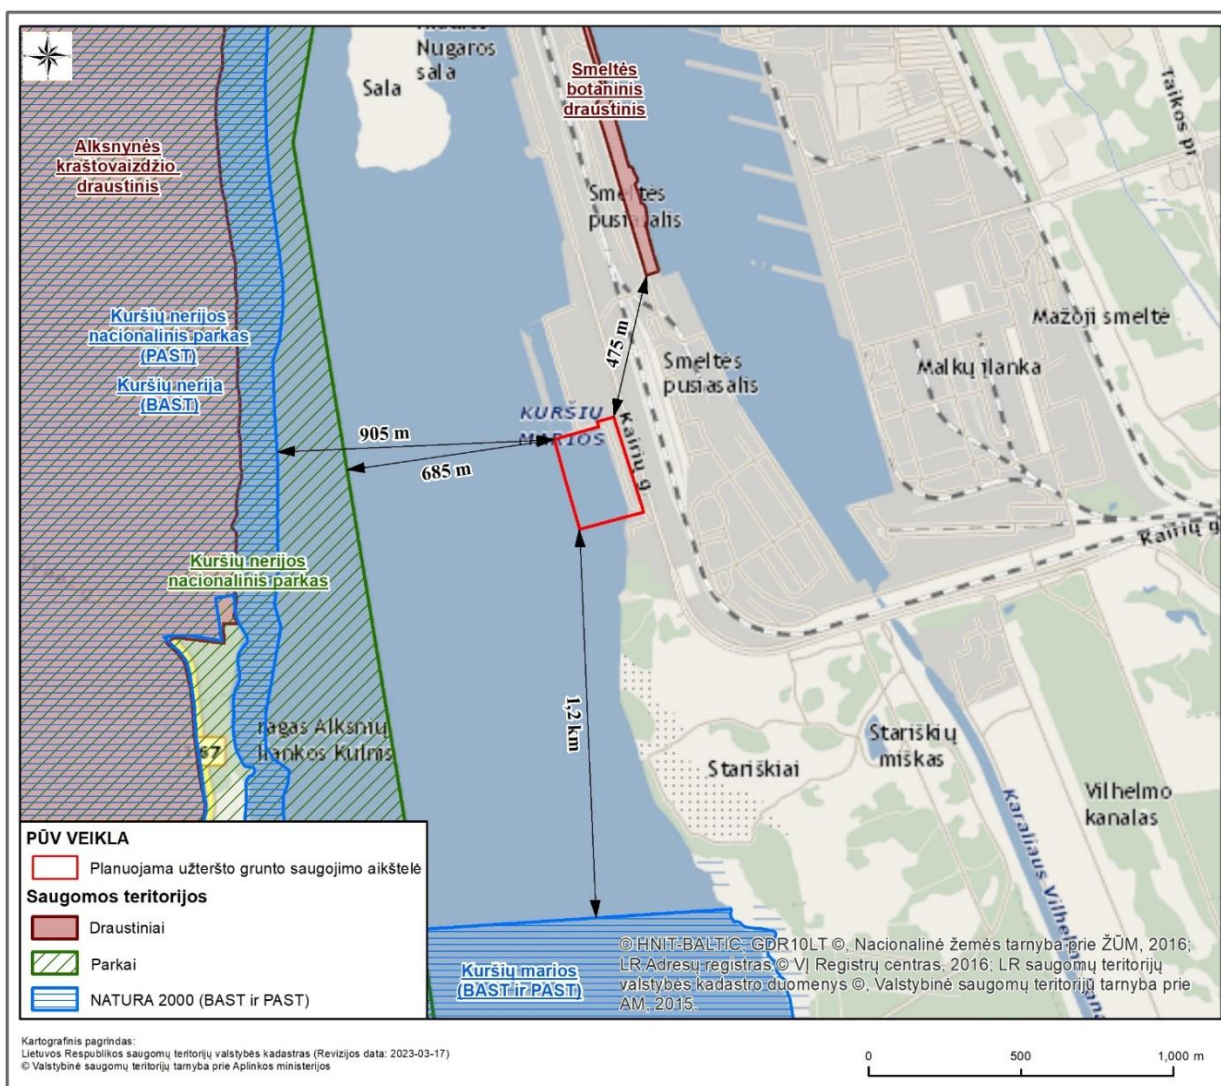 Nugaros
sala
Sala
Smeltės
botaninis
draustinis
Taikos pr.
Alksnynės
kraštovaizdžio
draustinis
Smeltės
pusiasalis
Kuršių nerijos
nacionalinis parkas
(PAST)
Kuršių nerija
(BAST)
475 m
Smeltės
pusiasalis
Mažoji smeltė
Malkų įlanka
KURŠIŲ
MARIOS
Kairių g.
905 m
685 m
Kairių g.
Kuršių nerijos
nacionalinis parkas
1,2 km
167
ragas Alksnių
įlankos Kulnis
Stariškių
miškas
Stariškiai
Vilhelmo
kanalas
Karaliaus Vilhelmo kanalas
PŪV VEIKLA
Planuojama užteršto grunto saugojimo aikštelė
Saugomos teritorijos
Draustiniai
Parkai
NATURA 2000 (BAST ir PAST)
Kuršių marios
(BAST ir PAST)
© HNIT-BALTIC; GDR10LT ©, Nacionalinė žemės tarnyba prie ŽŪM, 2016;
LR Adresų registras © VĮ Registrų centras, 2016; LR saugomų teritorijų
valstybės kadastro duomenys ©, Valstybinė saugomų teritorijų tarnyba prie
AM, 2015.
Kartografinis pagrindas:
Lietuvos Respublikos saugomų teritorijų valstybės kadastras (Revizijos data: 2023-03-17)
© Valstybinė saugomų teritorijų tarnyba prie Aplinkos ministerijos
0 500 1,000 m